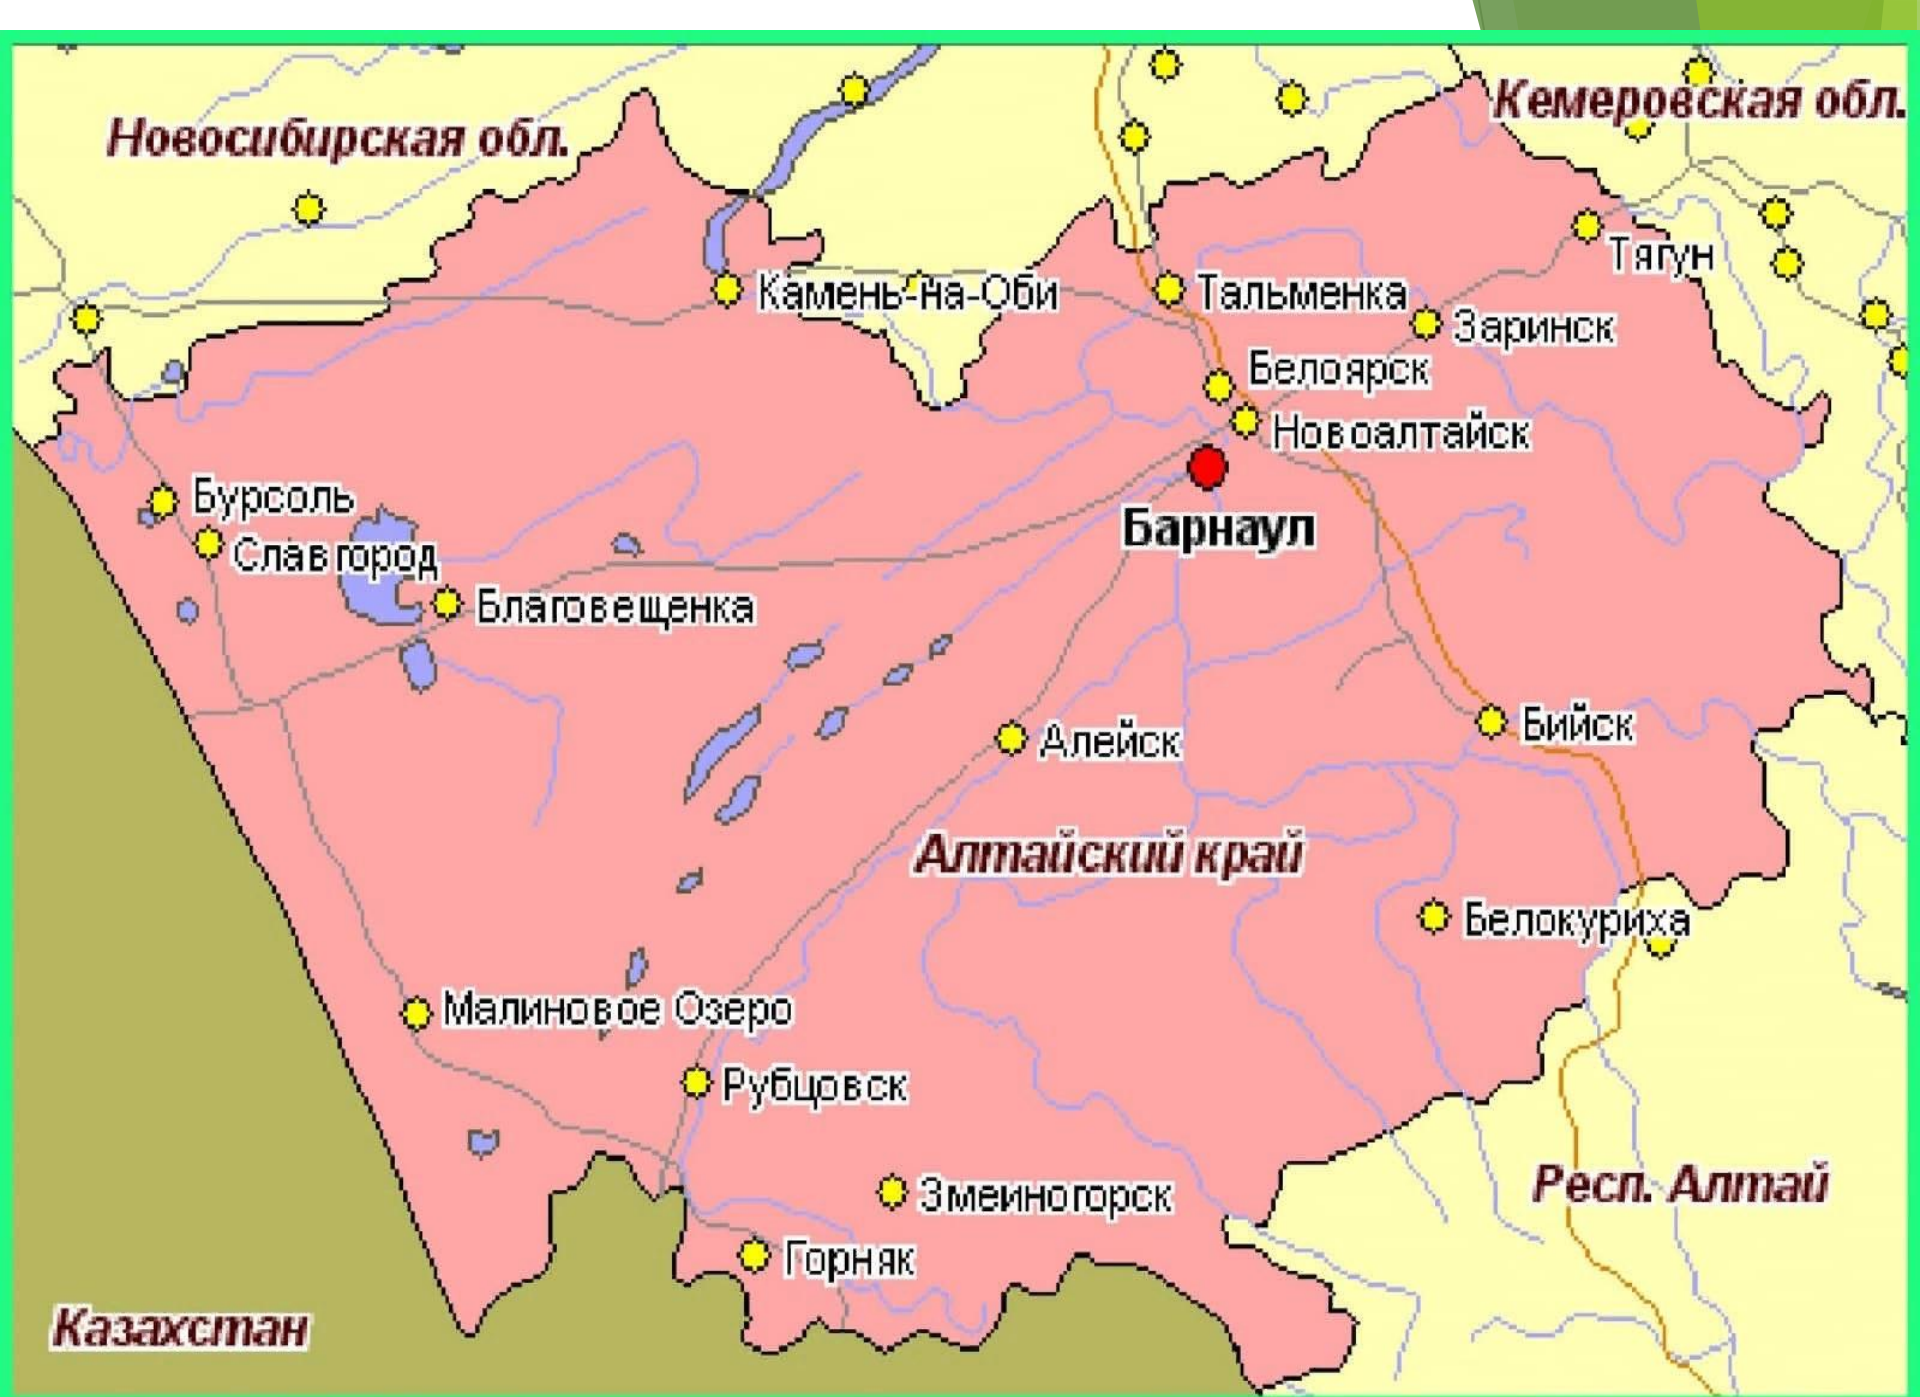 Новосибирская обл.
Кемеровская обл.
Тягун
Камень-на-Оби
Тальменка
Заринск
Белоярск
Новоалтайск
Бурсоль
Барнаул
Славгород
Благовещенка
Бийск
Алейск
Алтайский край
Белокуриха
Малиновое Озеро
Рубцовск
Респ. Алтай
Змеиногорск
Горняк
Казахстан